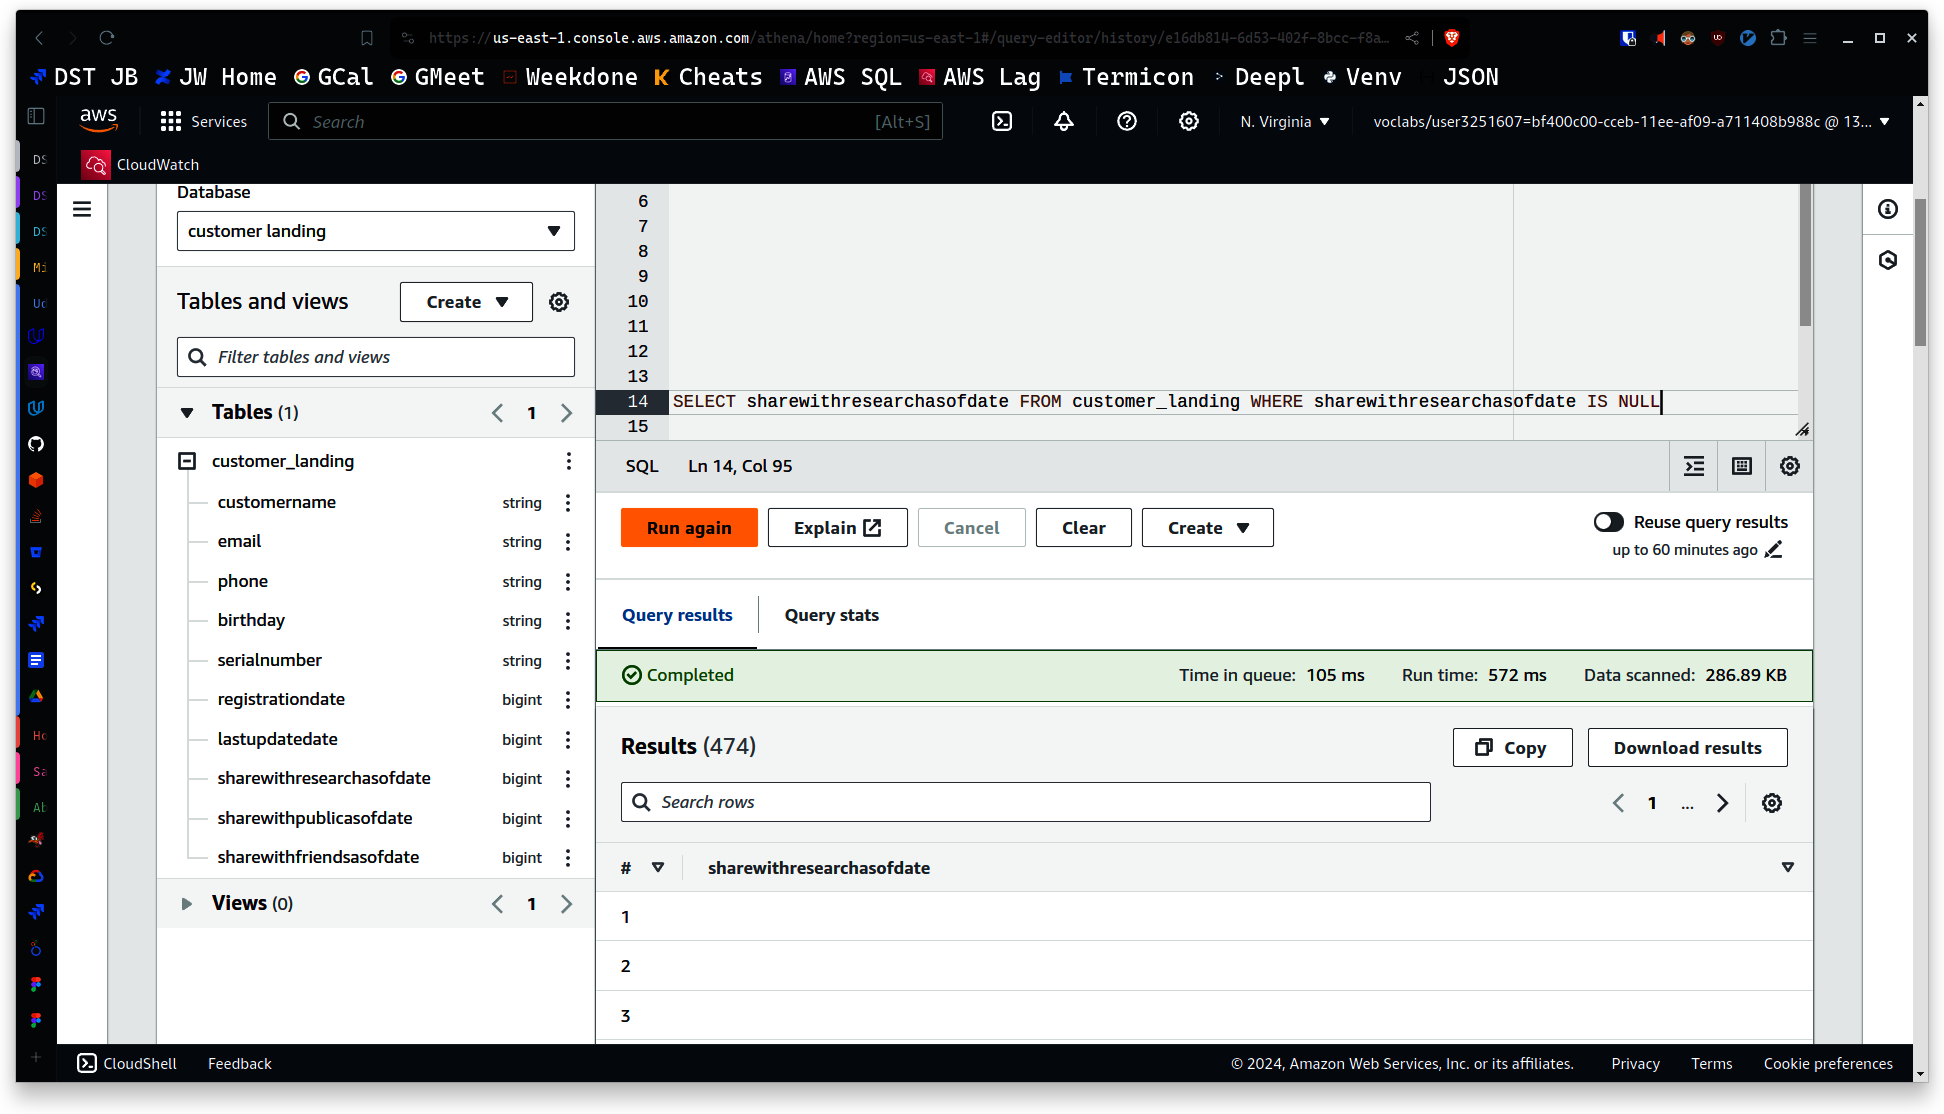 https://us-east-1.console.aws.amazon.com/athena/home?region=us-east-1#/query-editor/history/e16db814-6d53-402f-8bcc-f8a…
DST JB JW Home GCal GMeet Weekdone Cheats AWS SQL AWS Lag Termicon Deepl Venv JSON
aws Services Search [Alt+S] N. Virginia voclabs/user3251607=bf400c00-cceb-11ee-af09-a711408b988c @ 13...
CloudWatch
DS
DS
DS
Mi
Uc
Ho
Sa
Ab
Database
customer landing
Tables and views Create
Filter tables and views
Tables (1) 1
customer_landing
customername string
email string
phone string
birthday string
serialnumber string
registrationdate bigint
lastupdatedate bigint
sharewithresearchasofdate bigint
sharewithpublicasofdate bigint
sharewithfriendsasofdate bigint
Views (0) 1
6
7
8
9
10
11
12
13
14 SELECT sharewithresearchasofdate FROM customer_landing WHERE sharewithresearchasofdate IS NULL
15
SQL Ln 14, Col 95
Run again Explain Cancel Clear Create Reuse query results
up to 60 minutes ago
Query results Query stats
Completed Time in queue: 105 ms Run time: 572 ms Data scanned: 286.89 KB
Results (474) Copy Download results
Search rows 1 ...
# sharewithresearchasofdate
1
2
3
CloudShell Feedback © 2024, Amazon Web Services, Inc. or its affiliates. Privacy Terms Cookie preferences